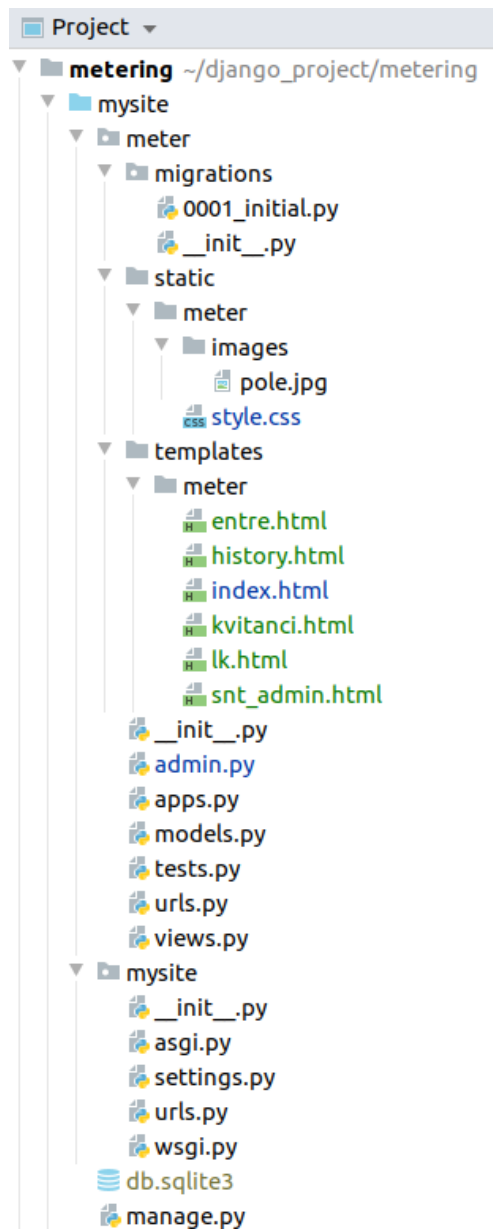 Project
metering ~/django_project/metering
mysite
meter
migrations
0001_initial.py
__init__.py
static
meter
images
pole.jpg
style.css
templates
meter
entre.html
history.html
index.html
kvitanci.html
lk.html
snt_admin.html
__init__.py
admin.py
apps.py
models.py
tests.py
urls.py
views.py
mysite
__init__.py
asgi.py
settings.py
urls.py
wsgi.py
db.sqlite3
manage.py